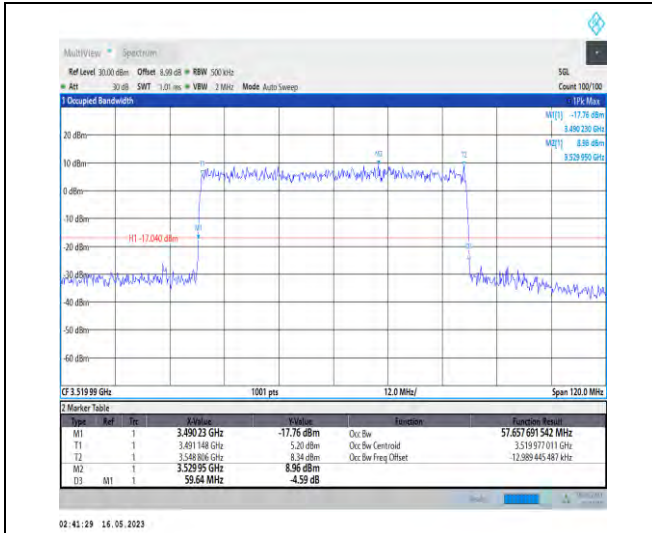 MultiView Spectrum
Ref Level 30.00 dBm Offset 8.99 dB RBW 500 kHz SGL
Att 30 dB SWT 1.01 ms VBW 2 MHz Mode Auto Sweep Count 100/100
1 Occupied Bandwidth 1Pk Max
M1[1] -17.76 dBm
3.490 230 GHz
M2[1] 8.98 dBm
3.529 950 GHz
20 dBm
10 dBm
0 dBm
-10 dBm
M1
H1 -17.040 dBm
-20 dBm
-30 dBm
-40 dBm
-50 dBm
-60 dBm
CF 3.519 99 GHz 1001 pts 12.0 MHz/ Span 120.0 MHz
2 Marker Table
Type Ref Trc X-Value Y-Value Function Function Result
M1 1 3.490 23 GHz -17.76 dBm Occ Bw 57.657 691 542 MHz
T1 1 3.491 148 GHz 5.20 dBm Occ Bw Centroid 3.519 977 011 GHz
T2 1 3.548 806 GHz 8.34 dBm Occ Bw Freq Offset -12.989 445 487 kHz
M2 1 3.529 95 GHz 8.96 dBm
D3 M1 1 59.64 MHz -4.59 dB
02:41:29 16.05.2023